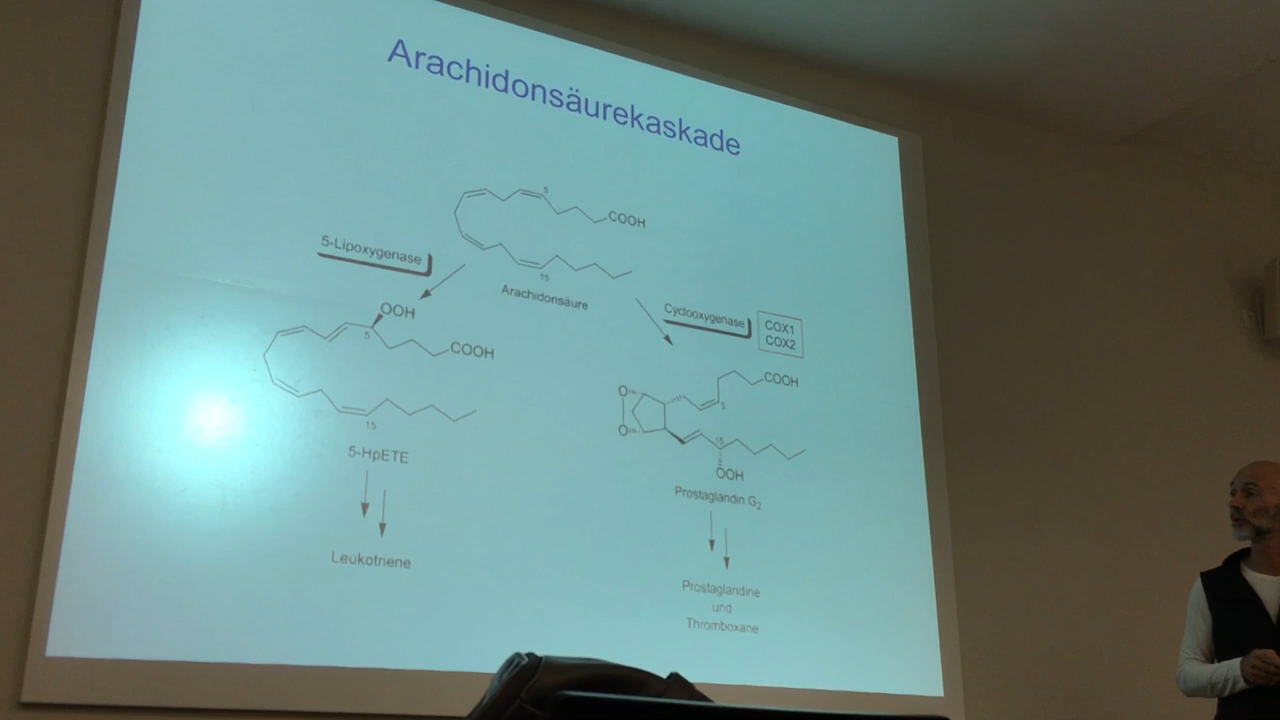 Arachidonsäurekaskade
5
COOH
15
Arachidonsäure
5-Lipoxygenase
Cyclooxygenase
COX1
COX2
OOH
5
COOH
15
5-HpETE
Leukotriene
COOH
O
O
5
15
OOH
Prostaglandin G2
Prostaglandine
und
Thromboxane